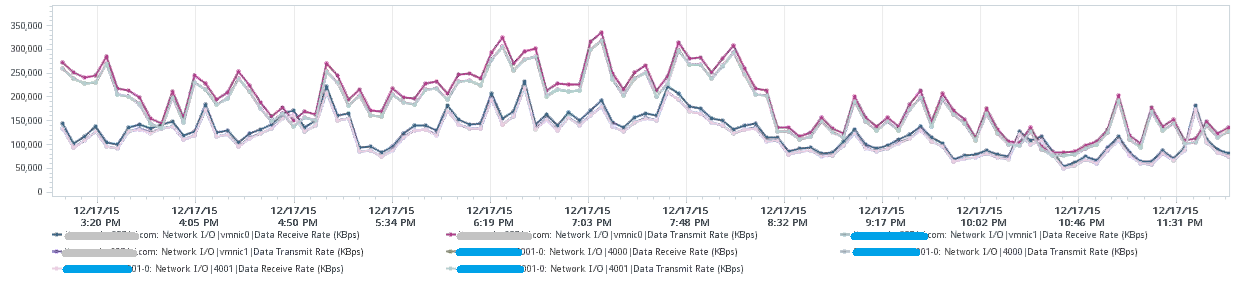 350,000
300,000
250,000
200,000
150,000
100,000
50,000
0
12/17/15 12/17/15 12/17/15 12/17/15 12/17/15 12/17/15 12/17/15 12/17/15 12/17/15 12/17/15 12/17/15 12/17/15
3:20 PM 4:05 PM 4:50 PM 5:34 PM 6:19 PM 7:03 PM 7:48 PM 8:32 PM 9:17 PM 10:02 PM 10:46 PM 11:31 PM
com: Network I/O|vmnic0|Data Receive Rate (KBps) com: Network I/O|vmnic0|Data Transmit Rate (KBps) com: Network I/O|vmnic1|Data Receive Rate (KBps)
com: Network I/O|vmnic1|Data Transmit Rate (KBps) 001-0: Network I/O|4000|Data Receive Rate (KBps) 001-0: Network I/O|4000|Data Transmit Rate (KBps)
01-0: Network I/O|4001|Data Receive Rate (KBps) 001-0: Network I/O|4001|Data Transmit Rate (KBps)